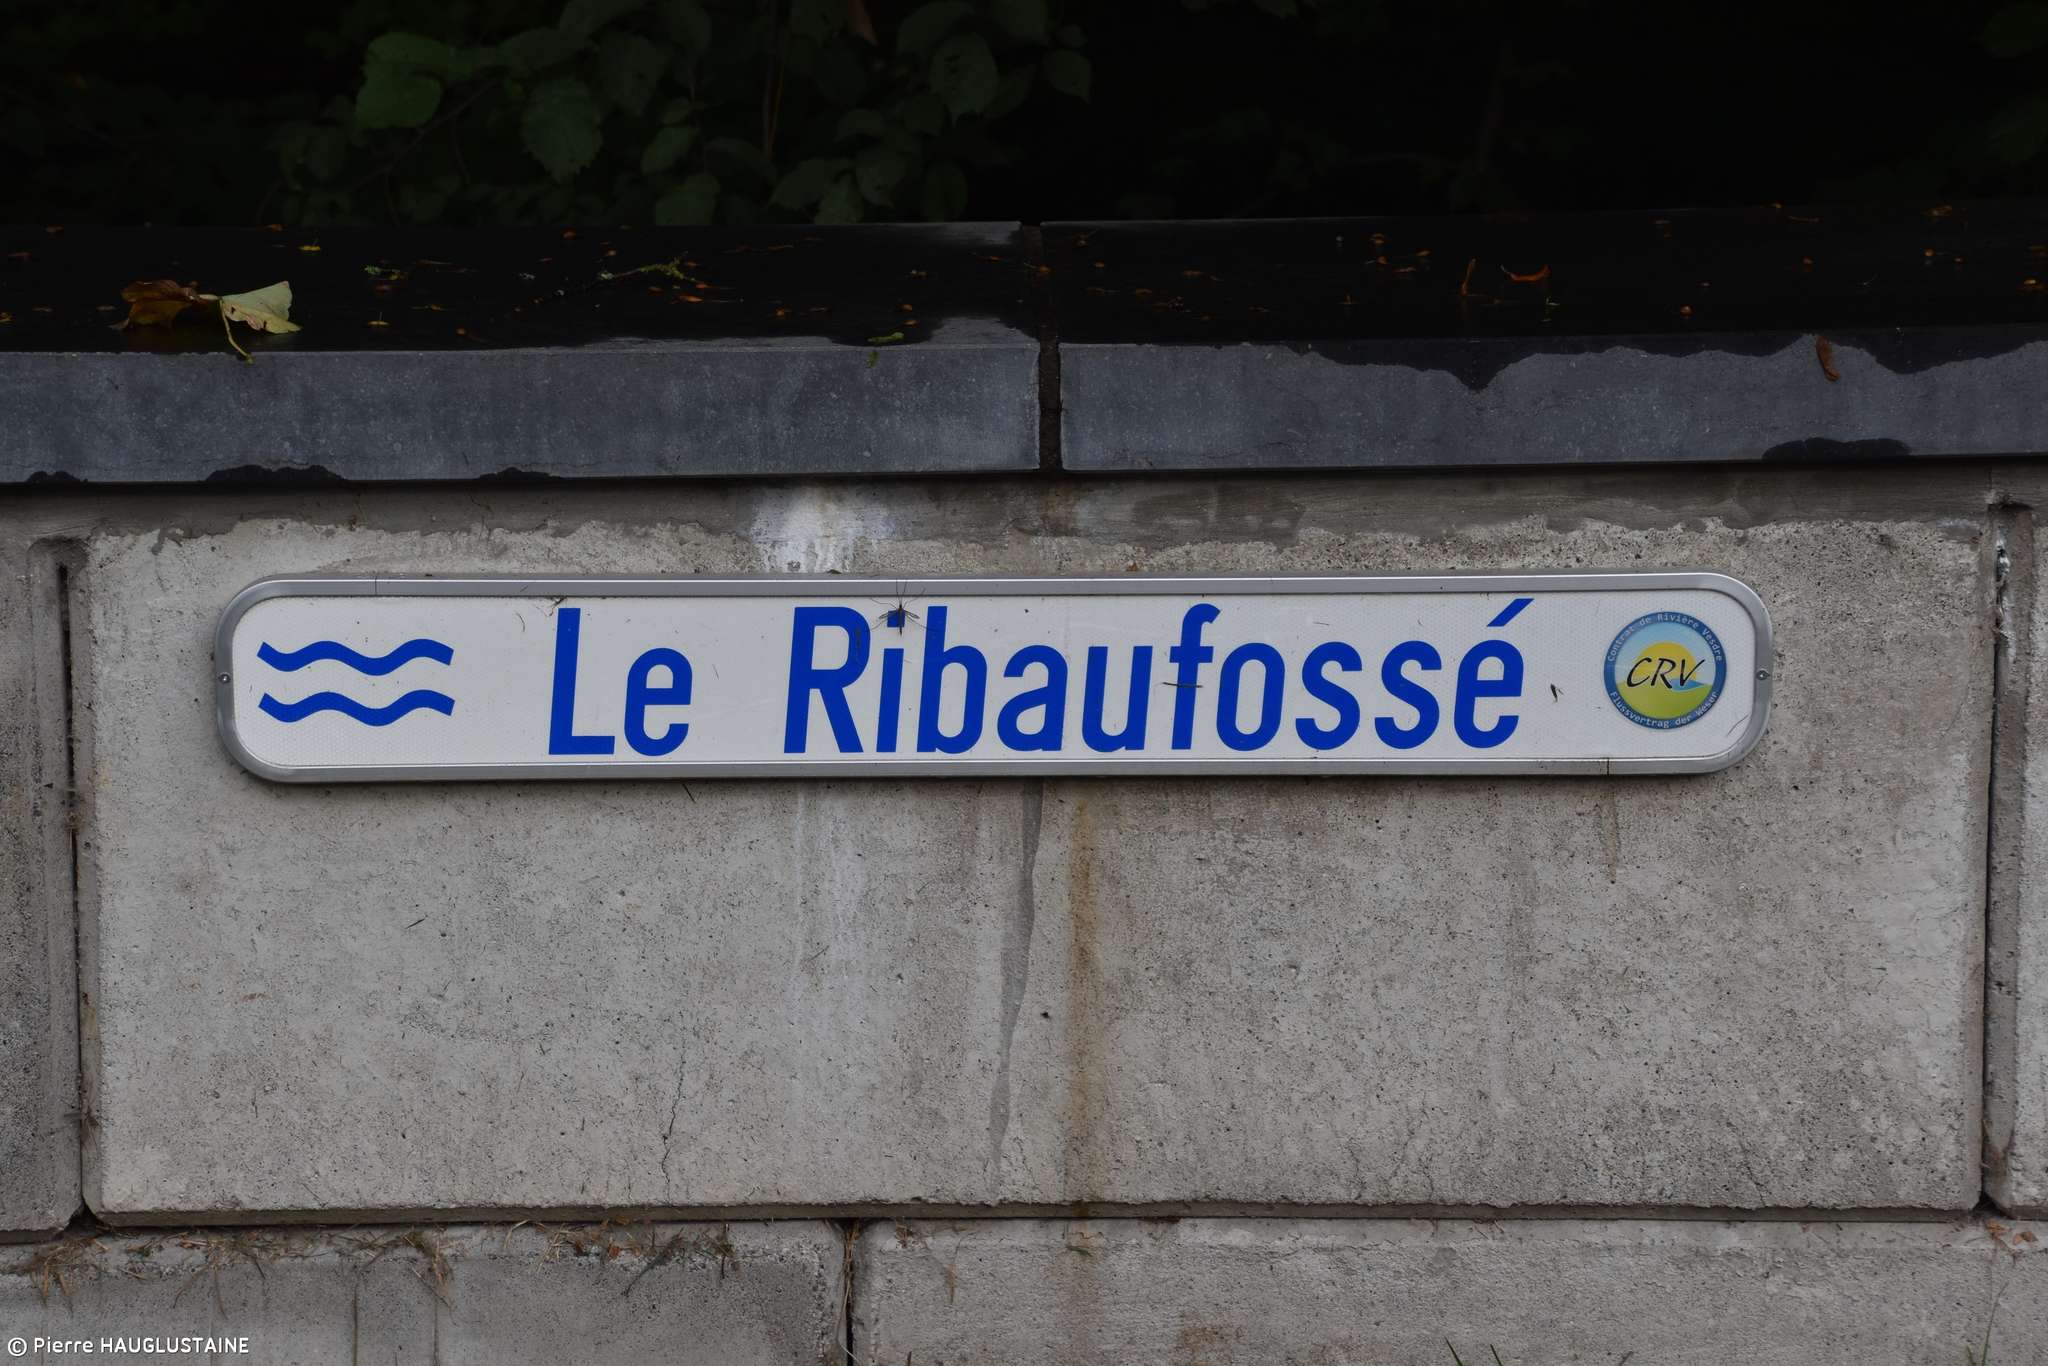 Le Ribaufossé
Contrat de Rivière Vesdre
CRV
Flussvertrag der Weser
© Pierre HAUGLUSTAINE